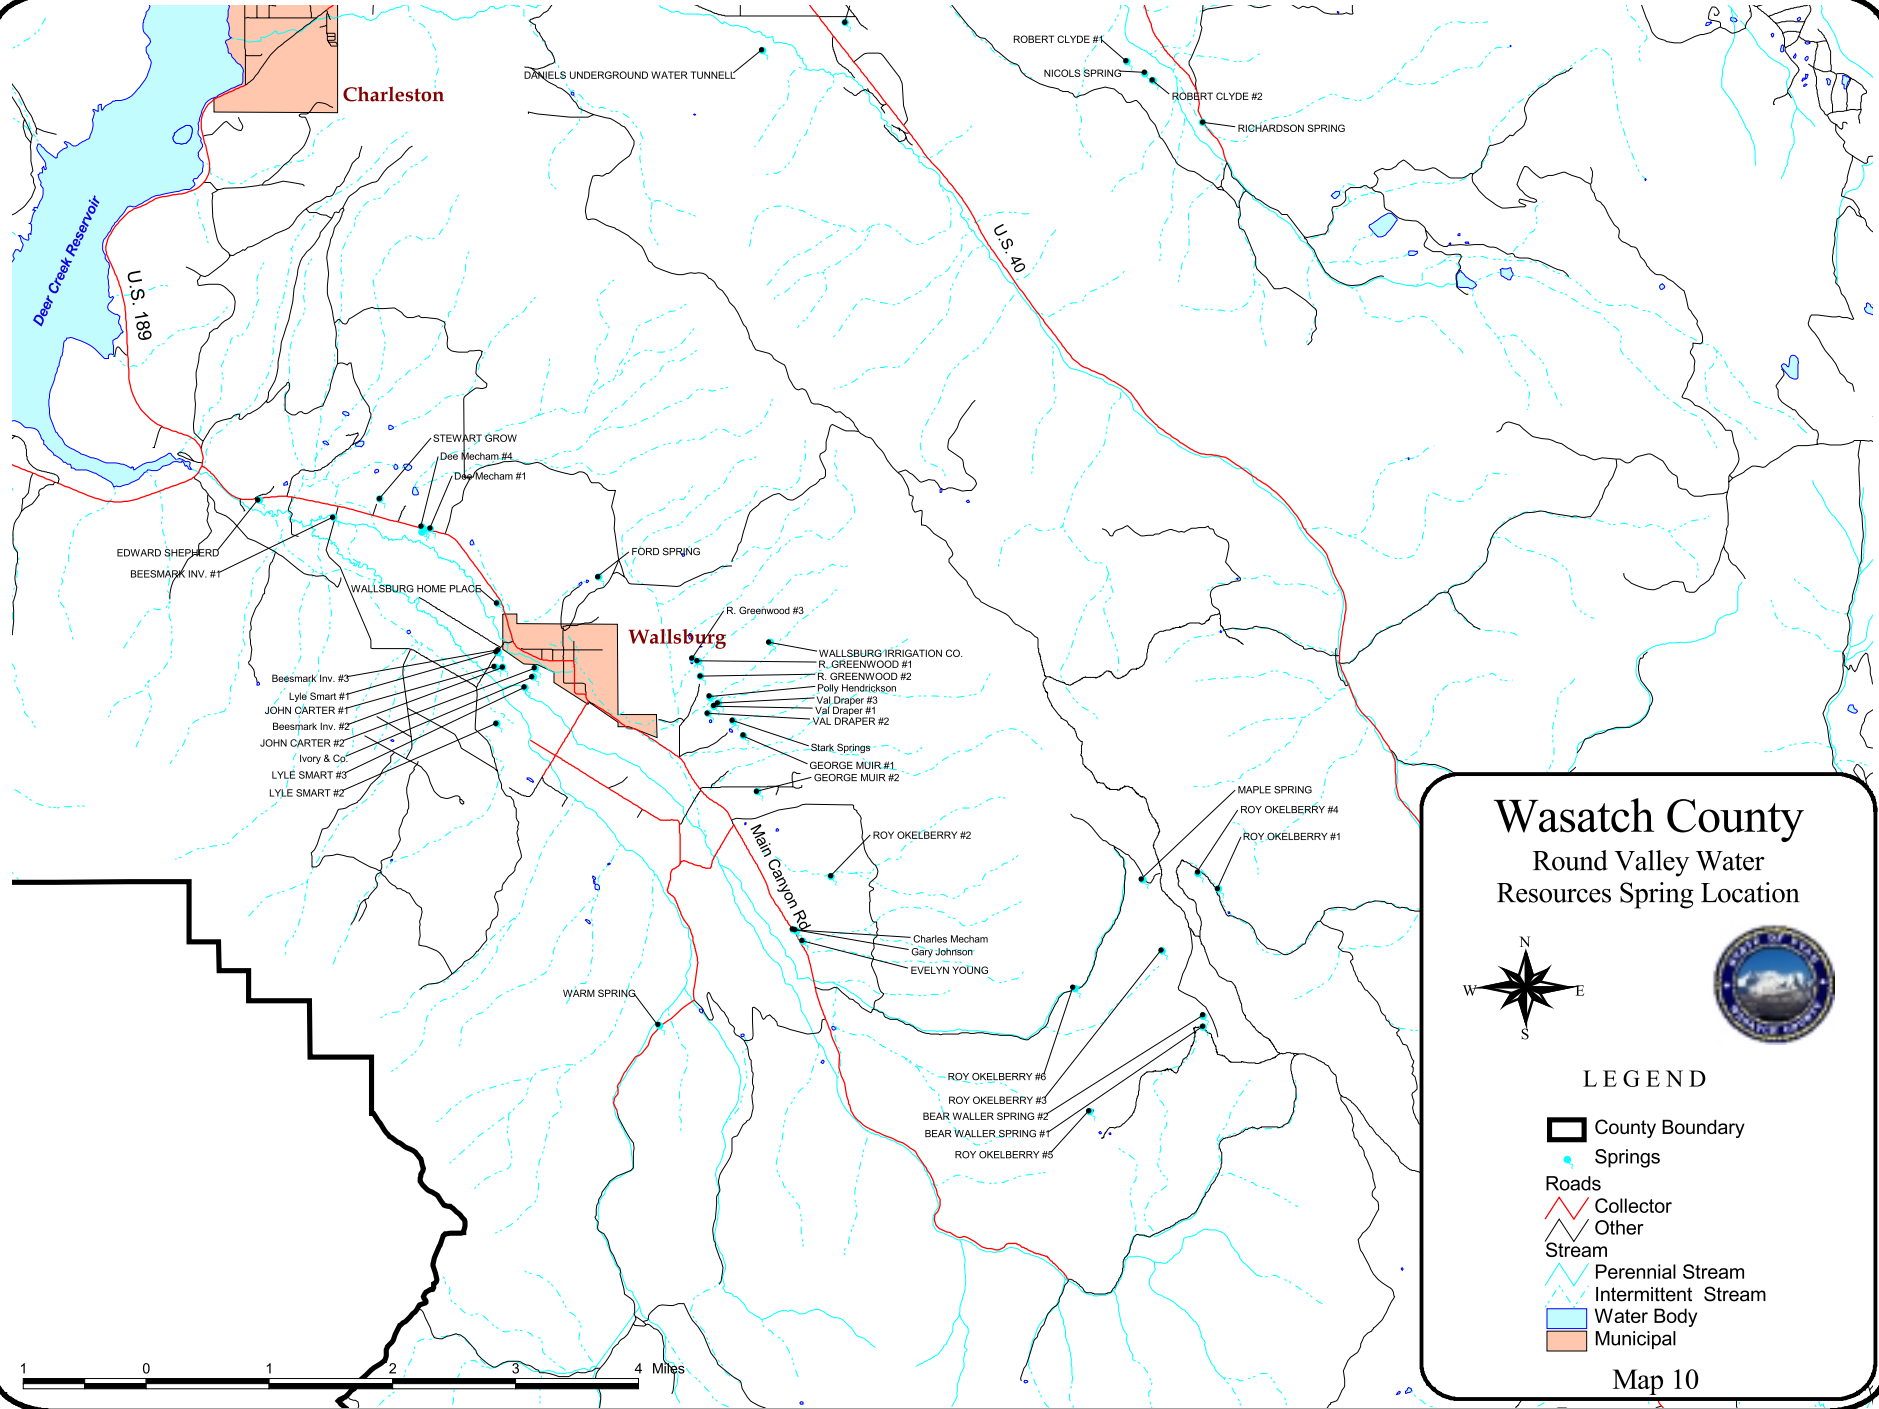 ROBERT CLYDE #1
DANIELS UNDERGROUND WATER TUNNELL
NICOLS SPRING
ROBERT CLYDE #2
Charleston
RICHARDSON SPRING
Deer Creek Reservoir
U.S. 189
U.S. 40
STEWART GROW
Dee Mecham #4
Dee Mecham #1
EDWARD SHEPHERD
BEESMARK INV. #1
FORD SPRING
WALLSBURG HOME PLACE
R. Greenwood #3
Wallsburg
WALLSBURG IRRIGATION CO.
R. GREENWOOD #1
R. GREENWOOD #2
Polly Hendrickson
Val Draper #3
Val Draper #1
VAL DRAPER #2
Stark Springs
GEORGE MUIR #1
GEORGE MUIR #2
Beesmark Inv. #3
Lyle Smart #1
JOHN CARTER #1
Beesmark Inv. #2
JOHN CARTER #2
Ivory & Co.
LYLE SMART #3
LYLE SMART #2
MAPLE SPRING
ROY OKELBERRY #4
ROY OKELBERRY #1
ROY OKELBERRY #2
Main Canyon Rd
Charles Mecham
Gary Johnson
EVELYN YOUNG
WARM SPRING
ROY OKELBERRY #6
ROY OKELBERRY #3
BEAR WALLER SPRING #2
BEAR WALLER SPRING #1
ROY OKELBERRY #5
1 0 1 2 3 4 Miles
Wasatch County
Round Valley Water
Resources Spring Location
N
W E
S
LEGEND
County Boundary
Springs
Roads
Collector
Other
Stream
Perennial Stream
Intermittent Stream
Water Body
Municipal
Map 10